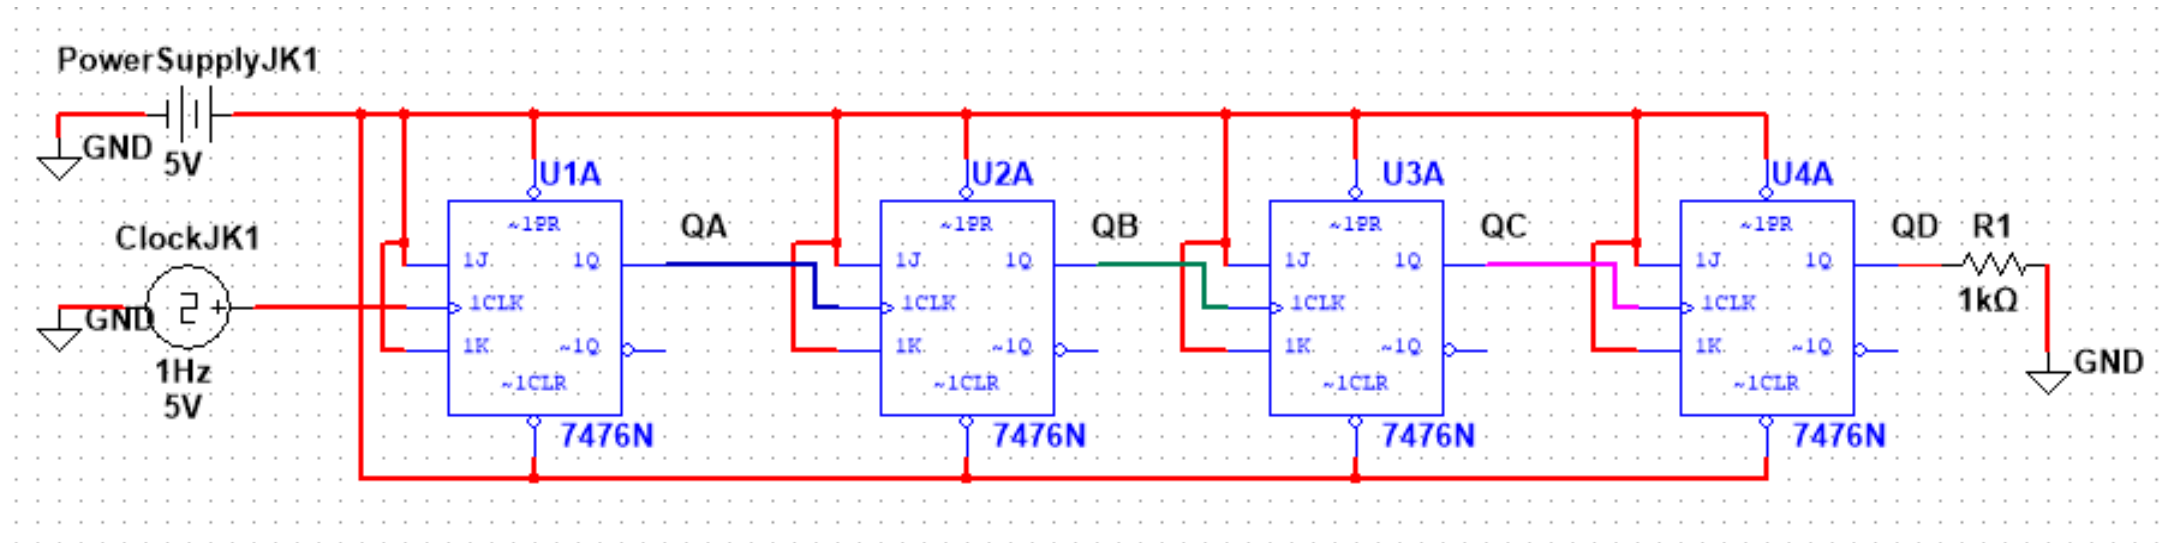 PowerSupplyJK1
GND
5V
ClockJK1
GND
1Hz
5V
U1A
~1PR
1J
1Q
1CLK
1K
~1Q
~1CLR
7476N
QA
U2A
~1PR
1J
1Q
1CLK
1K
~1Q
~1CLR
7476N
QB
U3A
~1PR
1J
1Q
1CLK
1K
~1Q
~1CLR
7476N
QC
U4A
~1PR
1J
1Q
1CLK
1K
~1Q
~1CLR
7476N
QD
R1
1kΩ
GND